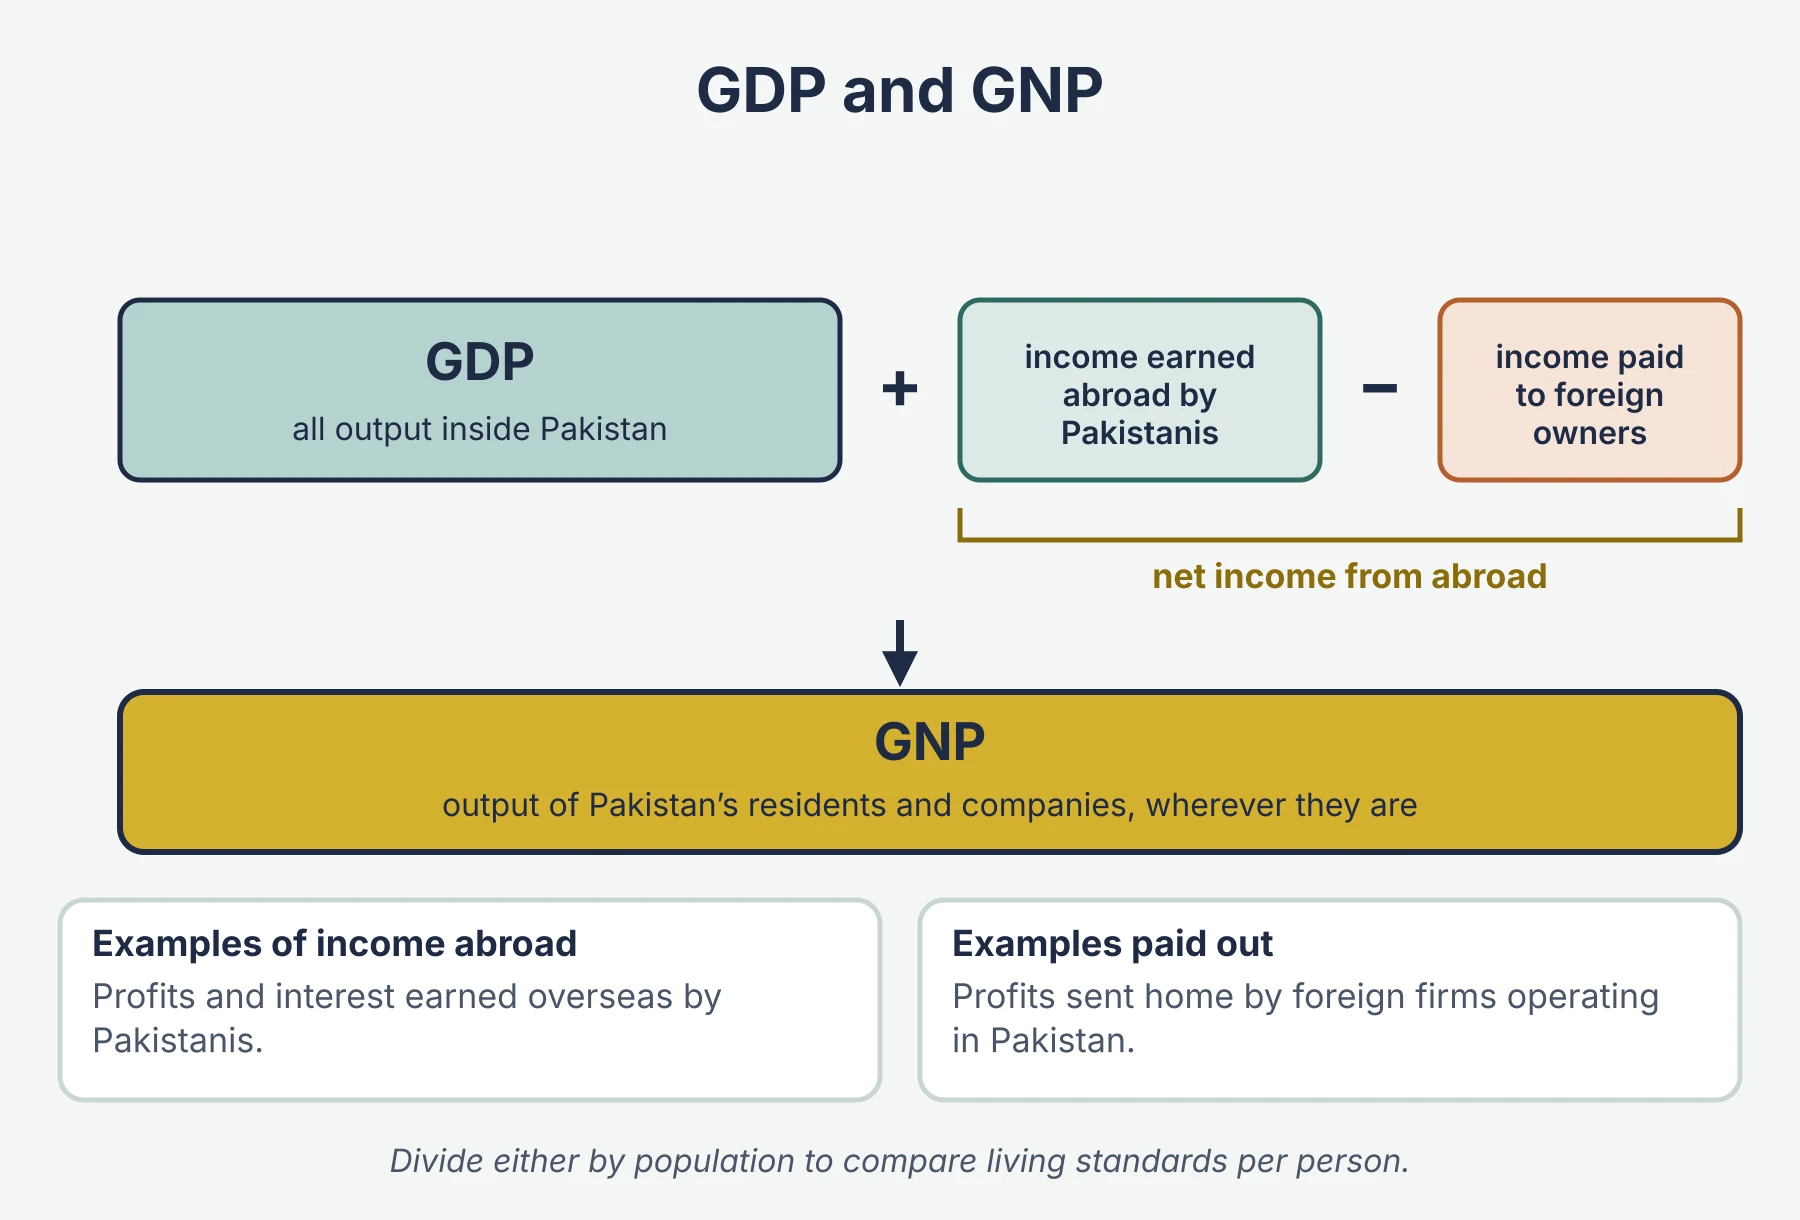 GDP and GNP
GDP
all output inside Pakistan
+
income earned
abroad by
Pakistanis
−
income paid
to foreign
owners
net income from abroad
GNP
output of Pakistan’s residents and companies, wherever they are
Examples of income abroad
Profits and interest earned overseas by
Pakistanis.
Examples paid out
Profits sent home by foreign firms operating
in Pakistan.
Divide either by population to compare living standards per person.